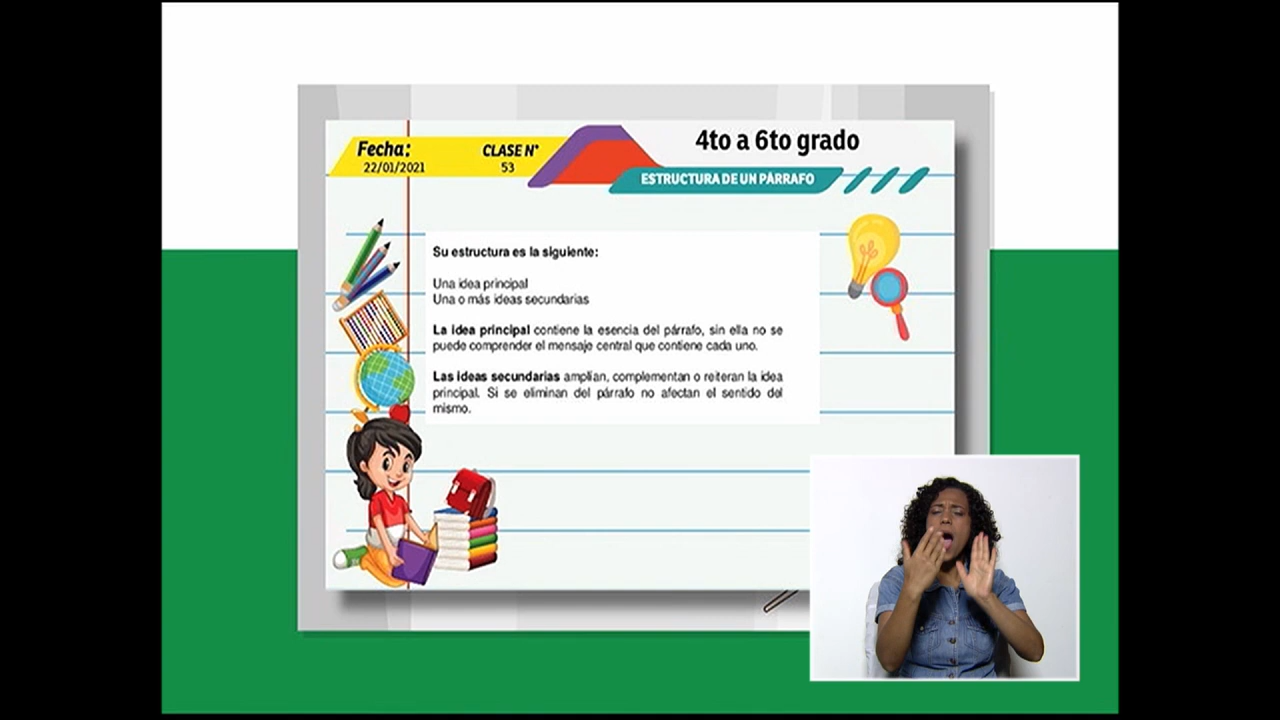 Fecha:
22/01/2021
CLASE N°
53
4to a 6to grado
ESTRUCTURA DE UN PÀRRAFO
Su estructura es la siguiente:
Una idea principal
Una o más ideas secundarias
La idea principal contiene la esencia del párrafo, sin ella no se
puede comprender el mensaje central que contiene cada uno.
Las ideas secundarias amplían, complementan o reiteran la idea
principal. Si se eliminan del párrafo no afectan el sentido del
mismo.